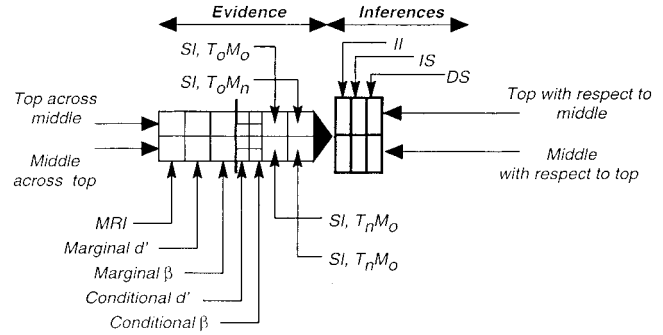 Evidence
Inferences
SI, ToMo
SI, ToMn
II
IS
DS
Top across
middle
Middle
across top
Top with respect to
middle
Middle
with respect to top
MRI
Marginal d'
Marginal β
Conditional d'
Conditional β
SI, TnMo
SI, TnMo